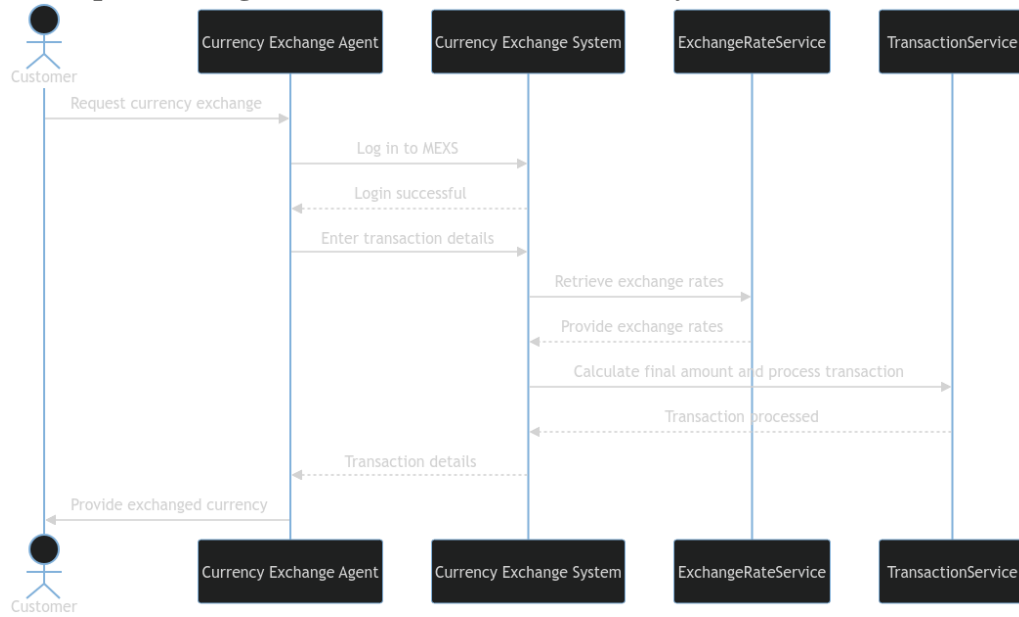 Customer
Currency Exchange Agent
Currency Exchange System
ExchangeRateService
TransactionService
Request currency exchange
Log in to MEXS
Login successful
Enter transaction details
Retrieve exchange rates
Provide exchange rates
Calculate final amount and process transaction
Transaction processed
Transaction details
Provide exchanged currency
Currency Exchange Agent
Currency Exchange System
ExchangeRateService
TransactionService
Customer